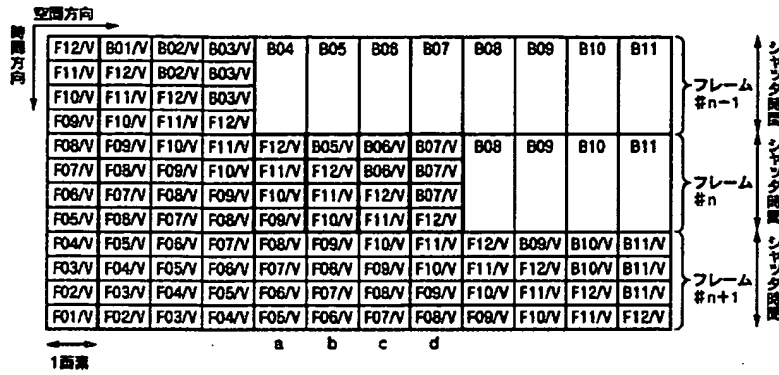 空間方向
時間方向
F12/V B01/V B02/V B03/V B04 B05 B06 B07 B08 B09 B10 B11
F11/V F12/V B02/V B03/V
F10/V F11/V F12/V B03/V
F09/V F10/V F11/V F12/V
フレーム
#n-1
シャッタ時間
F08/V F09/V F10/V F11/V F12/V B05/V B06/V B07/V B08 B09 B10 B11
F07/V F08/V F09/V F10/V F11/V F12/V B06/V B07/V
F06/V F07/V F08/V F09/V F10/V F11/V F12/V B07/V
F05/V F06/V F07/V F08/V F09/V F10/V F11/V F12/V
フレーム
#n
シャッタ時間
F04/V F05/V F06/V F07/V F08/V F09/V F10/V F11/V F12/V B09/V B10/V B11/V
F03/V F04/V F05/V F06/V F07/V F08/V F09/V F10/V F11/V F12/V B10/V B11/V
F02/V F03/V F04/V F05/V F06/V F07/V F08/V F09/V F10/V F11/V F12/V B11/V
F01/V F02/V F03/V F04/V F05/V F06/V F07/V F08/V F09/V F10/V F11/V F12/V
フレーム
#n+1
シャッタ時間
a b c d
1画素